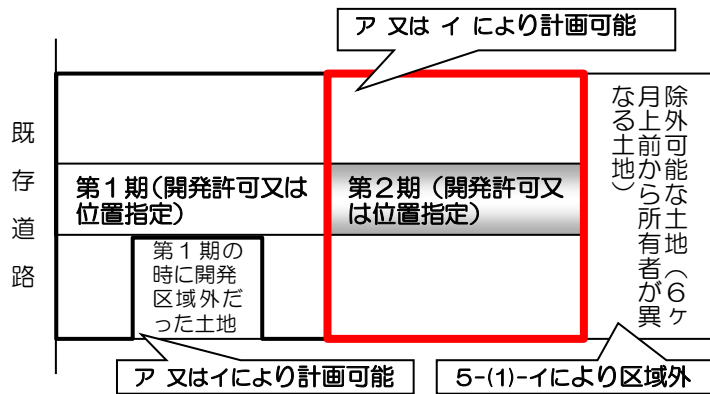 ア 又は イ により計画可能
既存道路
第１期（開発許可又は
位置指定）
第２期（開発許可又
は位置指定）
除外可能な土地（６ヶ
月上前から所有者が異
なる土地）
第１期の
時に開発
区域外だ
った土地
ア 又はイにより計画可能
5-(1)-イにより区域外